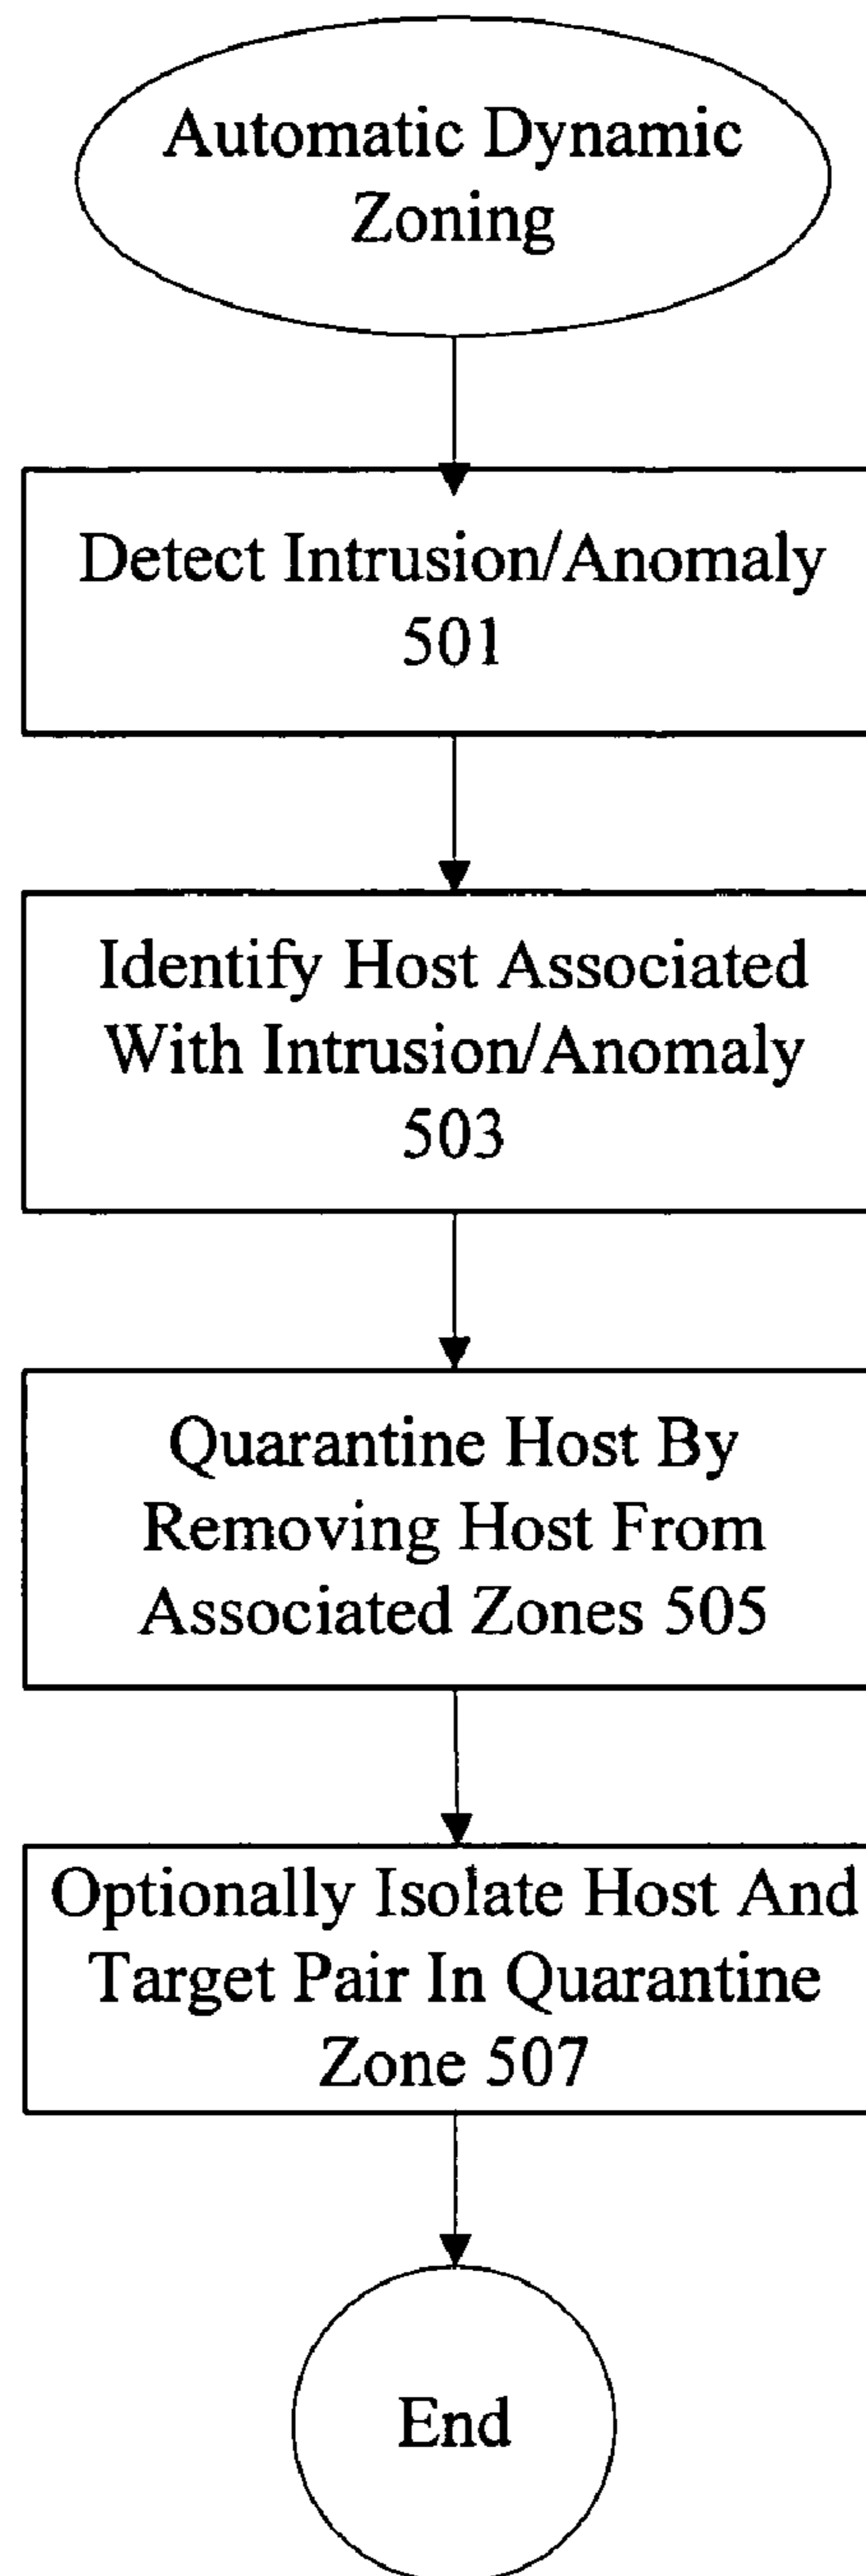 Automatic Dynamic
Zoning
Detect Intrusion/Anomaly
501
Identify Host Associated
With Intrusion/Anomaly
503
Quarantine Host By
Removing Host From
Associated Zones 505
Optionally Isolate Host And
Target Pair In Quarantine
Zone 507
End